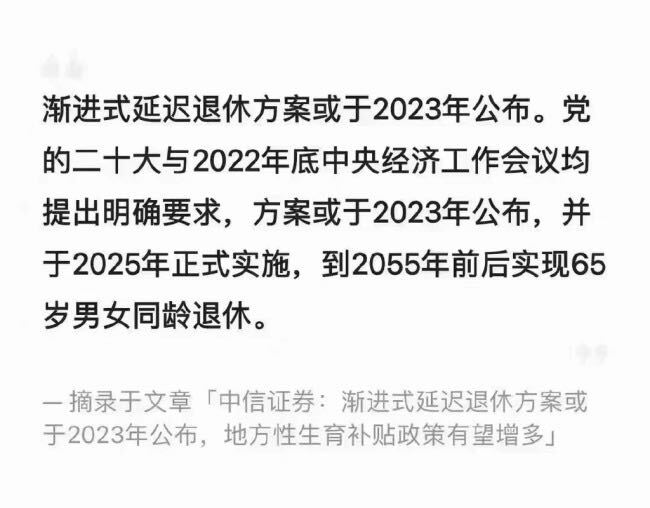 渐进式延迟退休方案或于2023年公布。党
的二十大与2022年底中央经济工作会议均
提出明确要求，方案或于2023年公布，并
于2025年正式实施，到2055年前后实现65
岁男女同龄退休。
— 摘录于文章「中信证券：渐进式延迟退休方案或
于2023年公布，地方性生育补贴政策有望增多」